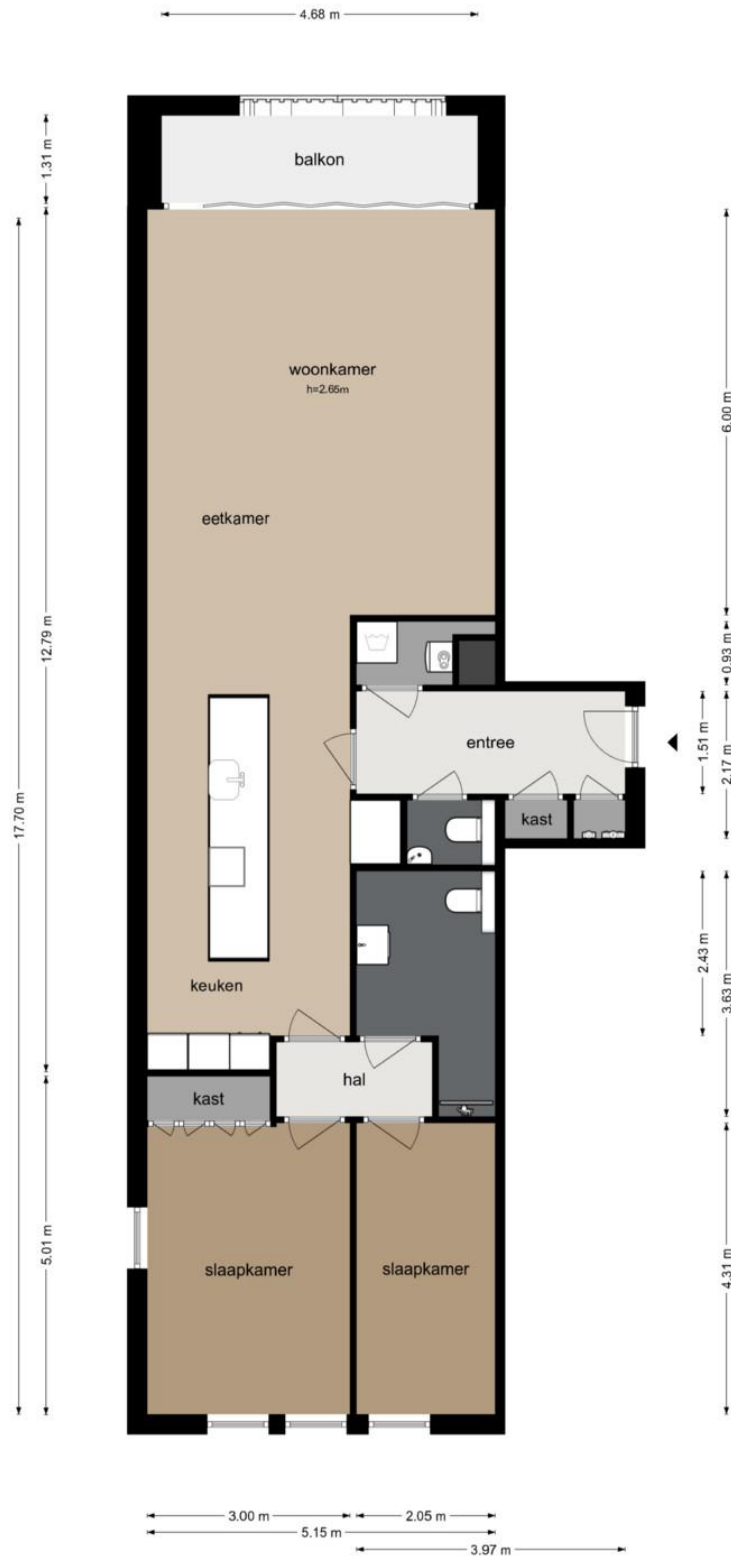 4.68 m
1.31 m
balkon
woonkamer
h=2.65m
6.00 m
eetkamer
12.79 m
17.70 m
0.93 m
entree
1.51 m
2.17 m
kast
keuken
2.43 m
3.63 m
hal
kast
5.01 m
slaapkamer
slaapkamer
4.31 m
3.00 m
2.05 m
5.15 m
3.97 m